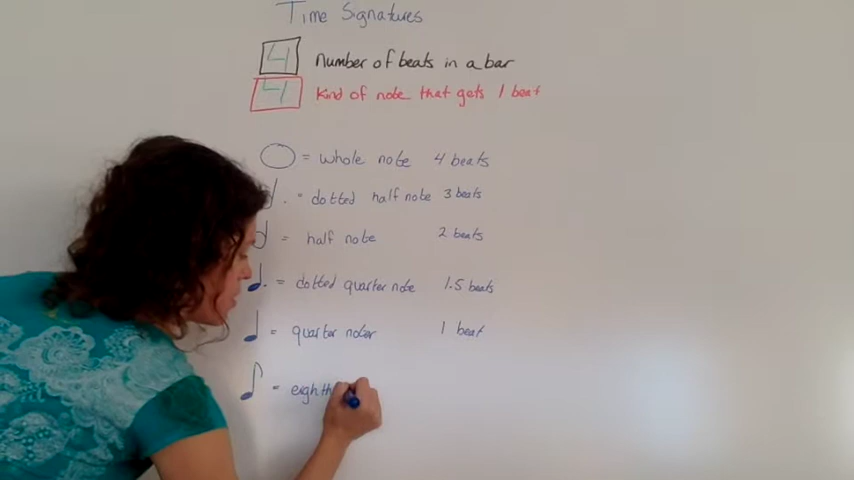 Time Signatures
4 number of beats in a bar
4 kind of note that gets 1 beat
= whole note 4 beats
. = dotted half note 3 beats
= half note 2 beats
. = dotted quarter note 1.5 beats
= quarter noter 1 beat
= eighth